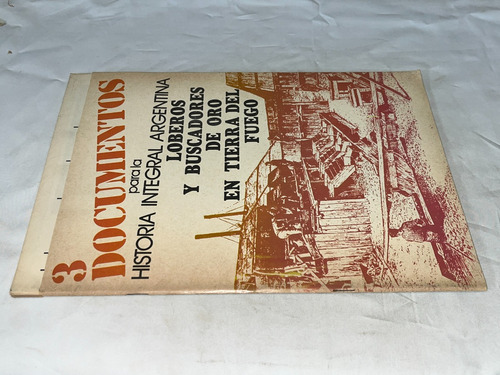 3
DOCUMENTOS
para la
HISTORIA INTEGRAL ARGENTINA
LOBEROS
Y BUSCADORES
DE ORO
EN TIERRA DEL
FUEGO